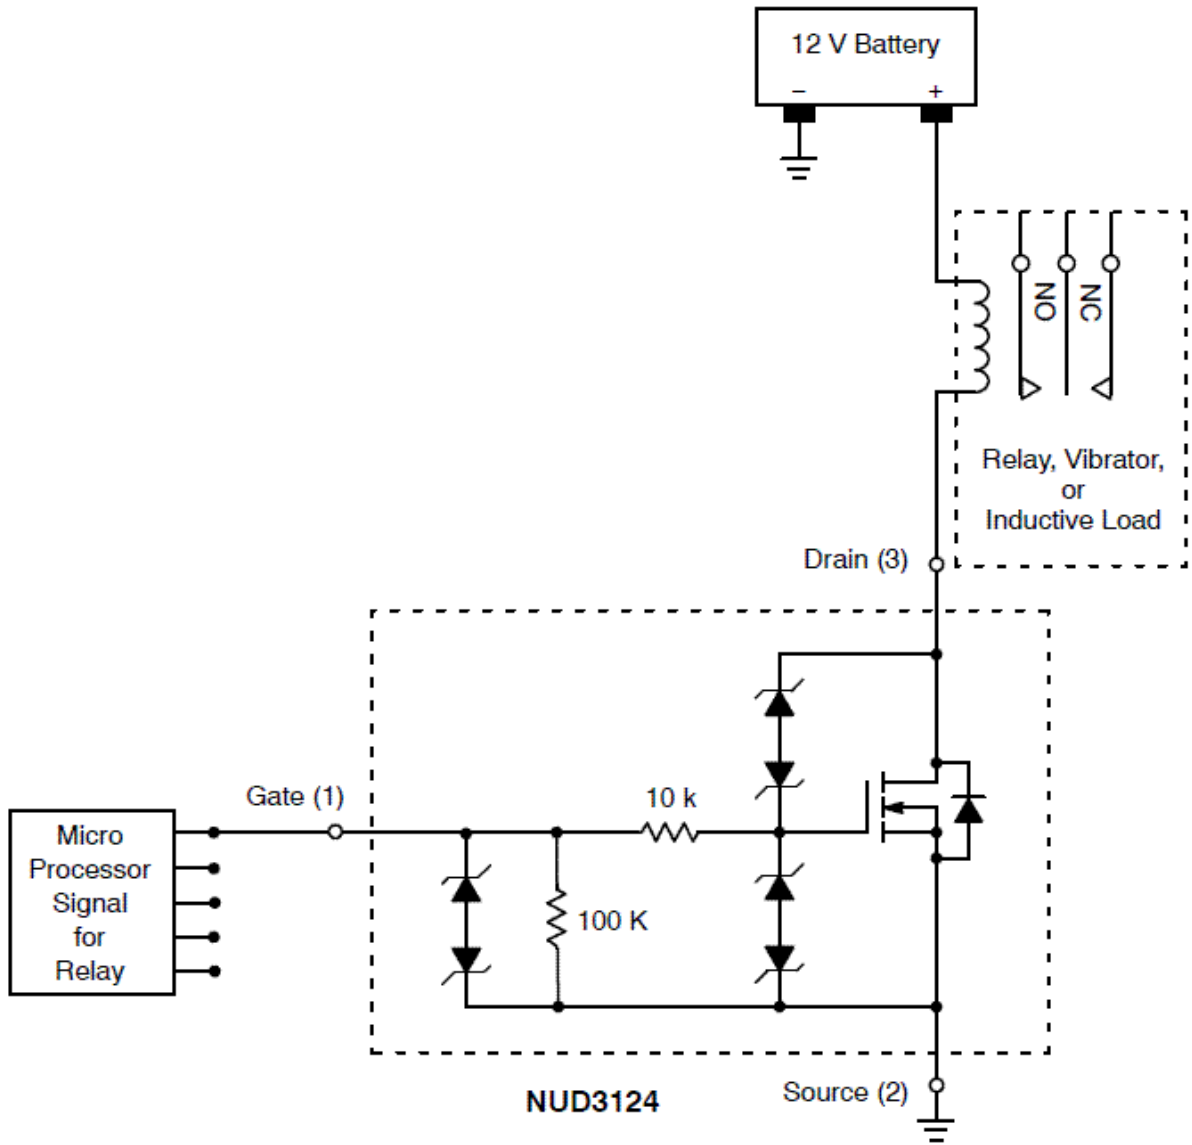 12 V Battery
− +
NO
NC
Relay, Vibrator,
or
Inductive Load
Drain (3)
Gate (1)
10 k
Micro
Processor
Signal
for
Relay
100 K
Source (2)
NUD3124